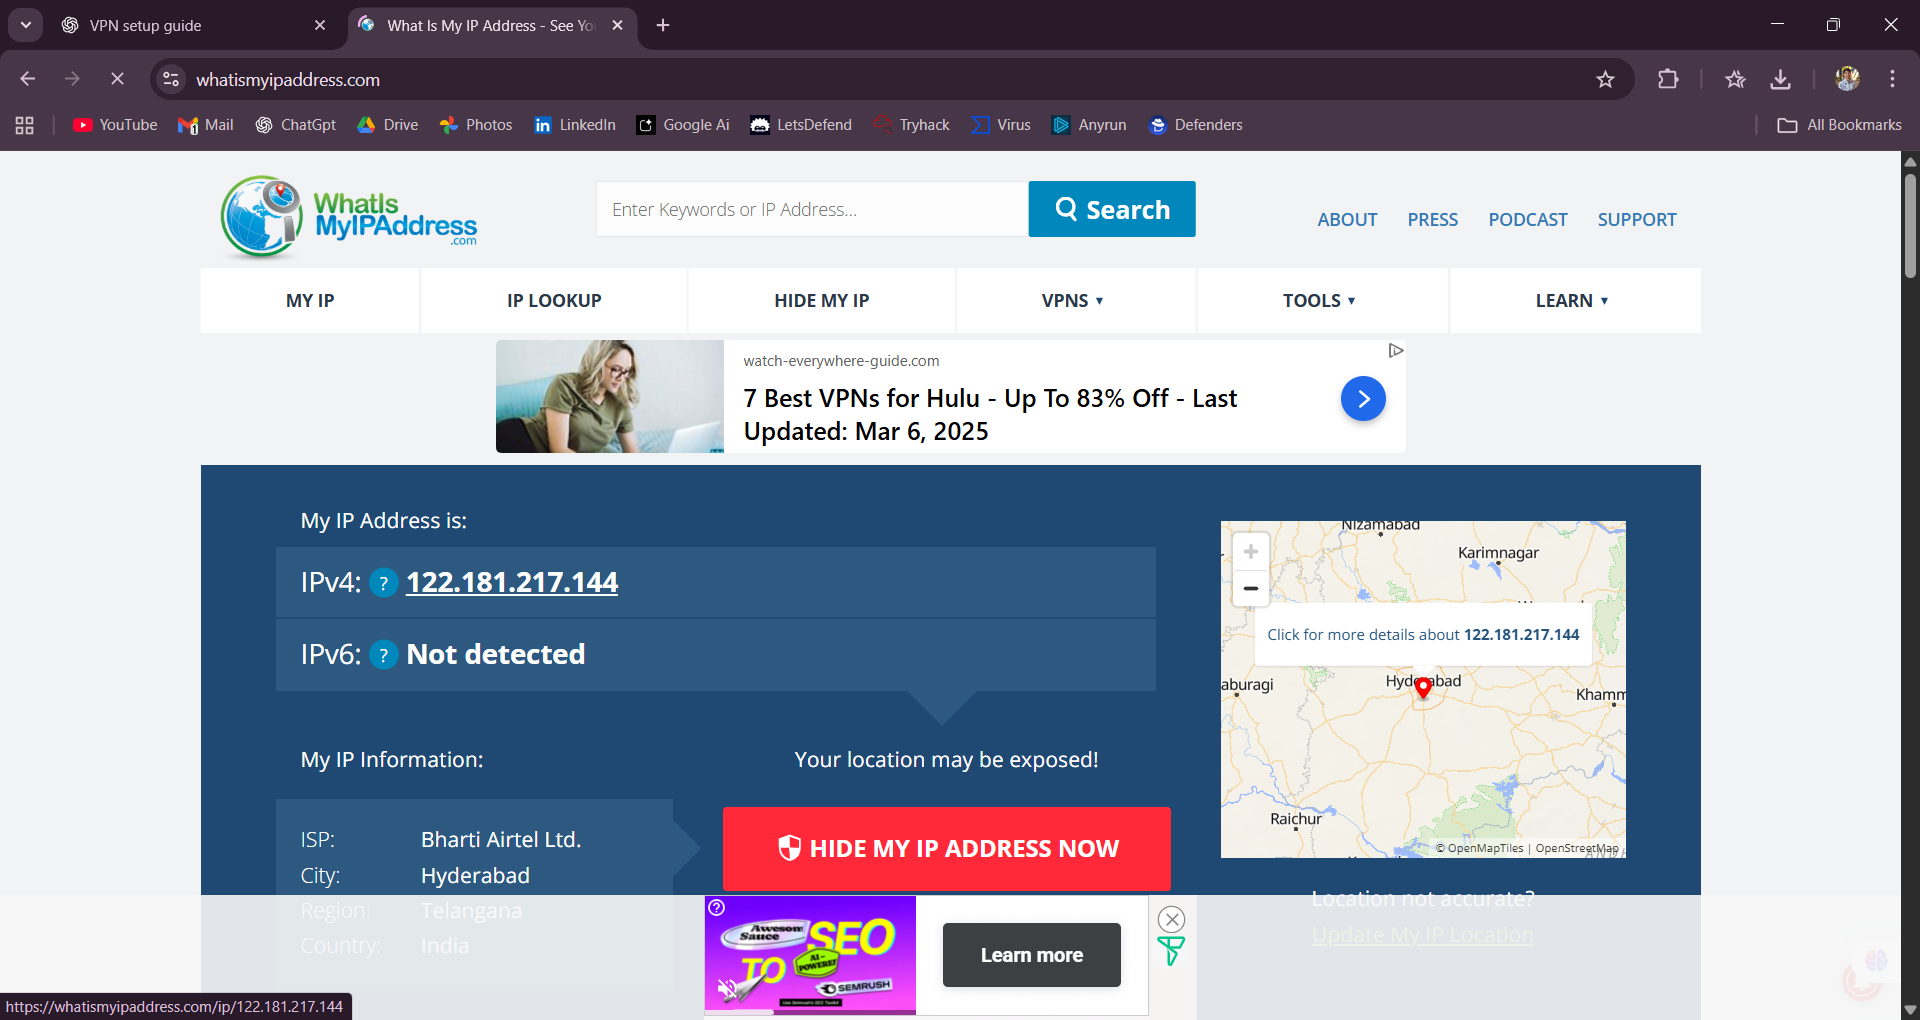 VPN setup guide
What Is My IP Address - See Yo
whatismyipaddress.com
YouTube
Mail
ChatGpt
Drive
Photos
LinkedIn
Google Ai
LetsDefend
Tryhack
Virus
Anyrun
Defenders
All Bookmarks
WhatIs
MyIPAddress
.com
Enter Keywords or IP Address...
Search
ABOUT
PRESS
PODCAST
SUPPORT
MY IP
IP LOOKUP
HIDE MY IP
VPNS
TOOLS
LEARN
watch-everywhere-guide.com
7 Best VPNs for Hulu - Up To 83% Off - Last
Updated: Mar 6, 2025
My IP Address is:
IPv4: ? 122.181.217.144
IPv6: ? Not detected
My IP Information:
Your location may be exposed!
ISP: Bharti Airtel Ltd.
City: Hyderabad
Region: Telangana
Country: India
HIDE MY IP ADDRESS NOW
Nizamabad
Karimnagar
Click for more details about 122.181.217.144
aburagi
Hyderabad
Khamm
Raichur
© OpenMapTiles | OpenStreetMap
Location not accurate?
Update My IP Location
Awesome
Sauce
SEO
TO
AI-
POWERED
SEMRUSH
Use Semrush's SEO Toolkit
Learn more
https://whatismyipaddress.com/ip/122.181.217.144